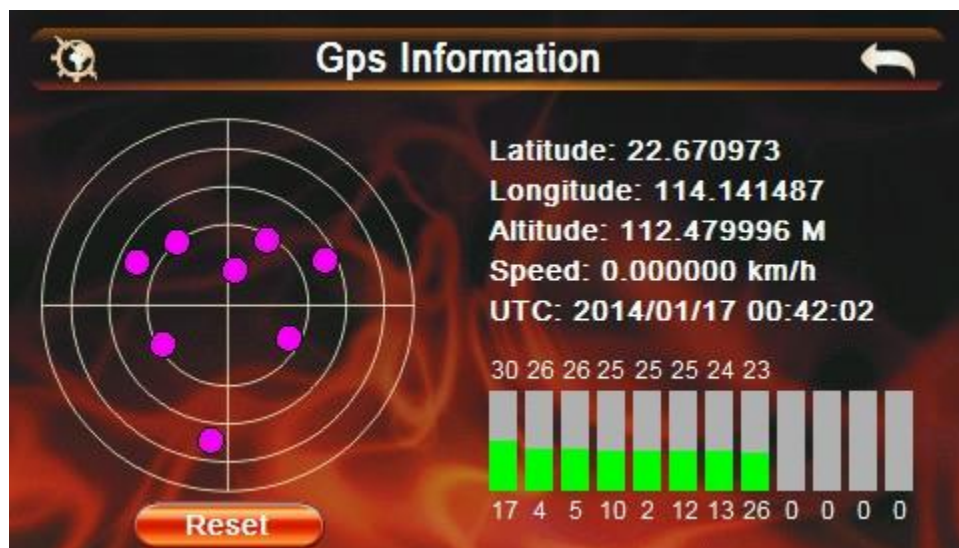 Gps Information
Latitude: 22.670973
Longitude: 114.141487
Altitude: 112.479996 M
Speed: 0.000000 km/h
UTC: 2014/01/17 00:42:02
30 26 26 25 25 25 24 23
17 4 5 10 2 12 13 26 0 0 0 0
Reset